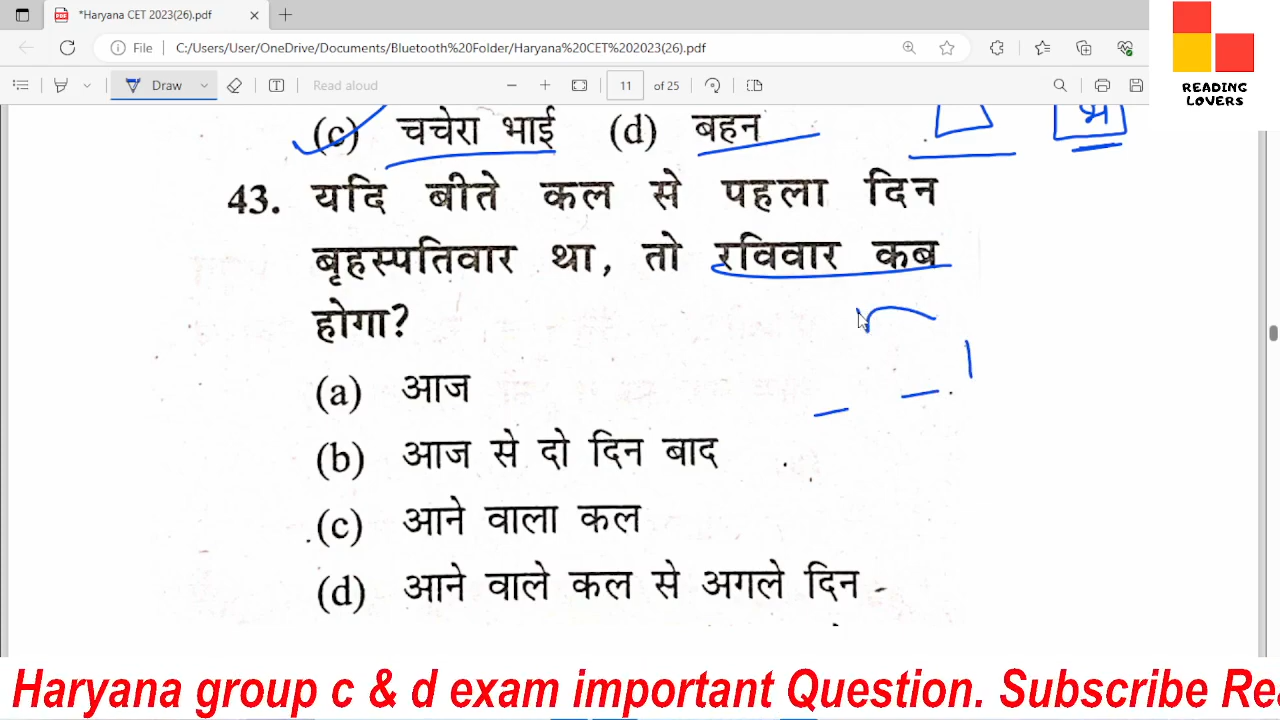 *Haryana CET 2023(26).pdf
File C:/Users/User/OneDrive/Documents/Bluetooth%20Folder/Haryana%20CET%202023(26).pdf
Draw Read aloud 11 of 25
READING
LOVERS
(c) चचेरा भाई (d) बहन
43. यदि बीते कल से पहला दिन
बृहस्पतिवार था, तो रविवार कब
होगा?
(a) आज
(b) आज से दो दिन बाद
(c) आने वाला कल
(d) आने वाले कल से अगले दिन
Haryana group c & d exam important Question. Subscribe Rea